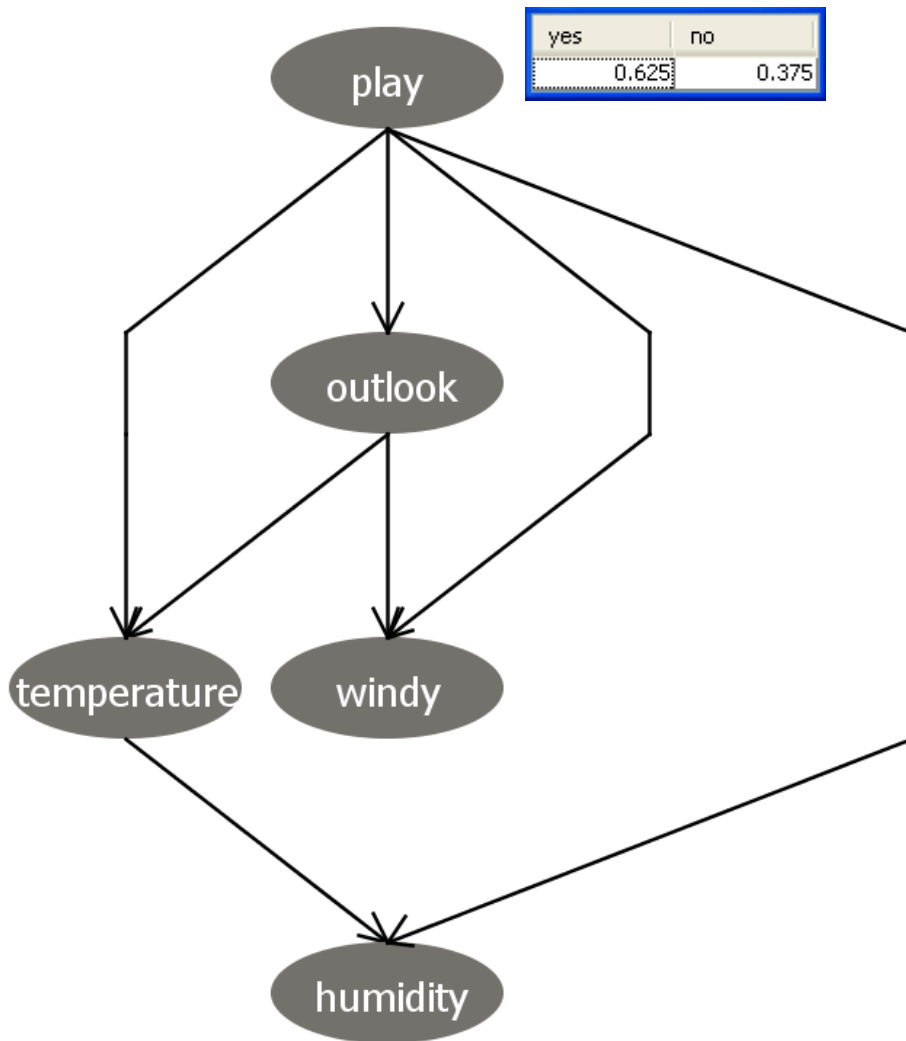 yes no
0.625 0.375
play
outlook
temperature windy
humidity